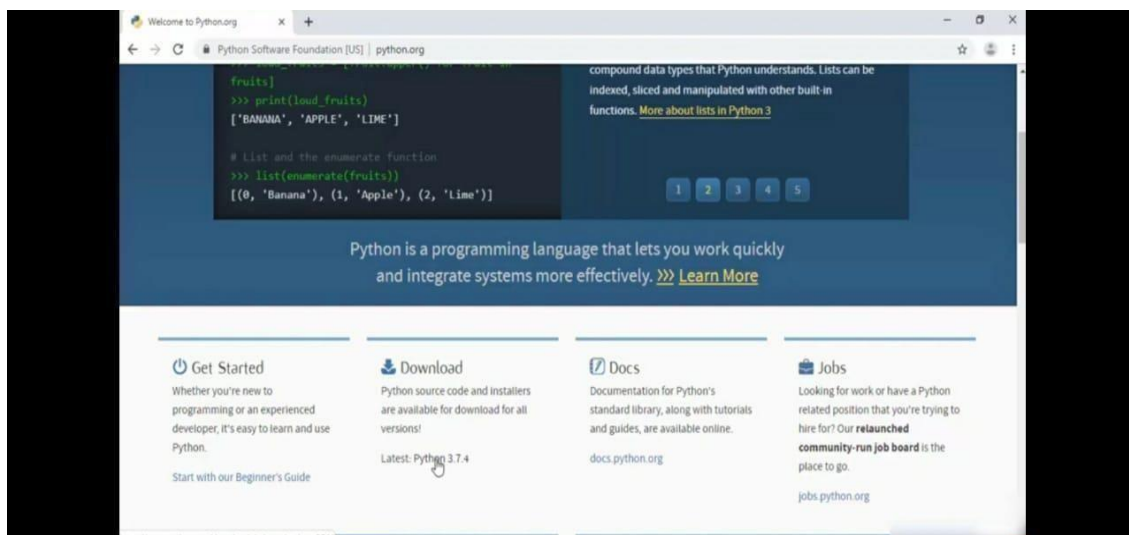 Welcome to Python.org
Python Software Foundation [US] | python.org
fruits]
>>> print(loud_fruits)
['BANANA', 'APPLE', 'LIME']
# List and the enumerate function
>>> list(enumerate(fruits))
[(0, 'Banana'), (1, 'Apple'), (2, 'Lime')]
compound data types that Python understands. Lists can be
indexed, sliced and manipulated with other built-in
functions. More about lists in Python 3
1 2 3 4 5
Python is a programming language that lets you work quickly
and integrate systems more effectively. >>> Learn More
Get Started
Whether you're new to
programming or an experienced
developer, it's easy to learn and use
Python.
Start with our Beginner's Guide
Download
Python source code and installers
are available for download for all
versions!
Latest: Python 3.7.4
Docs
Documentation for Python's
standard library, along with tutorials
and guides, are available online.
docs.python.org
Jobs
Looking for work or have a Python
related position that you're trying to
hire for? Our relaunched
community-run job board is the
place to go.
jobs.python.org